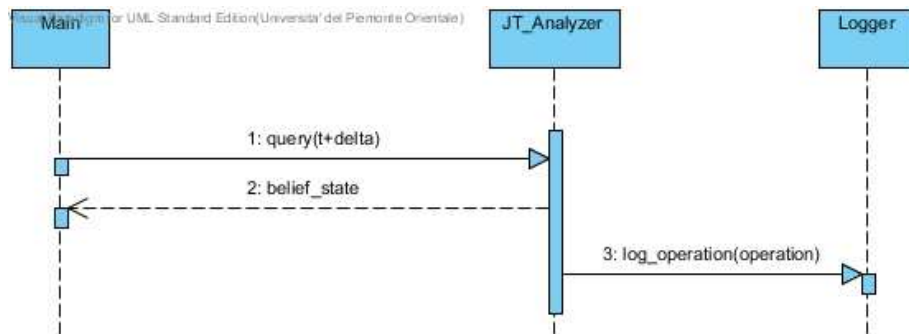 Visual Paradigm for UML Standard Edition(Universita' del Piemonte Orientale)
Main
JT_Analyzer
Logger
1: query(t+delta)
2: belief_state
3: log_operation(operation)